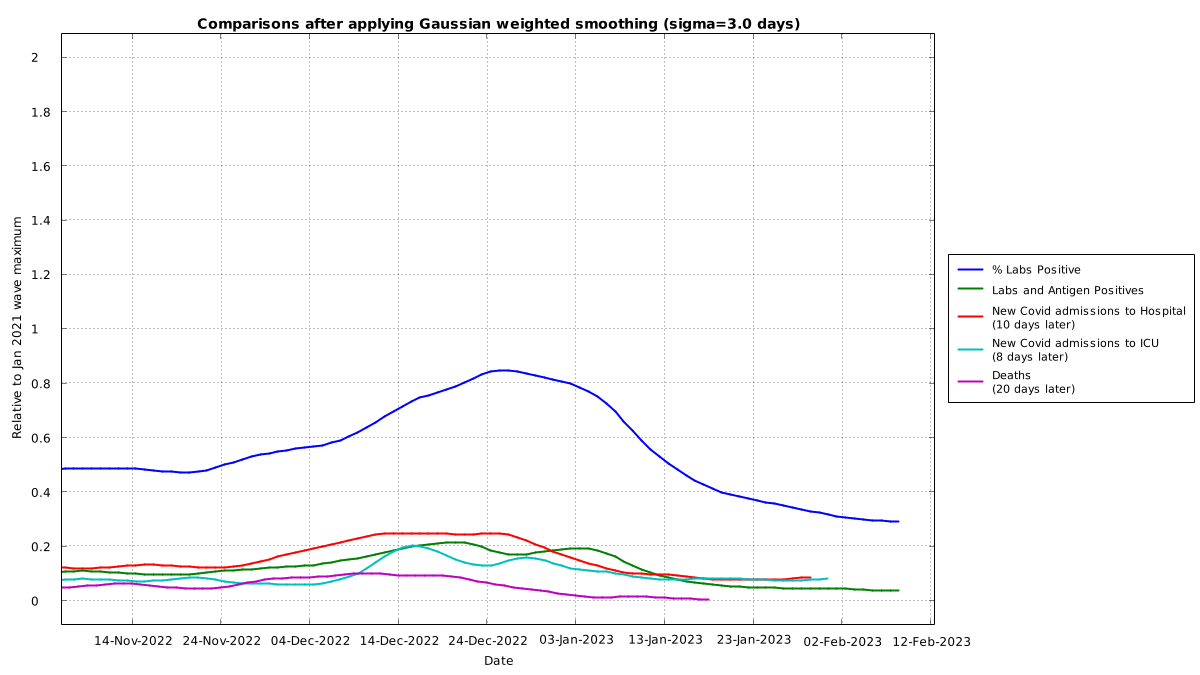 Comparisons after applying Gaussian weighted smoothing (sigma=3.0 days)
Relative to Jan 2021 wave maximum
2
1.8
1.6
1.4
1.2
1
0.8
0.6
0.4
0.2
0
14-Nov-2022
24-Nov-2022
04-Dec-2022
14-Dec-2022
24-Dec-2022
03-Jan-2023
13-Jan-2023
23-Jan-2023
02-Feb-2023
12-Feb-2023
Date
% Labs Positive
Labs and Antigen Positives
New Covid admissions to Hospital
(10 days later)
New Covid admissions to ICU
(8 days later)
Deaths
(20 days later)